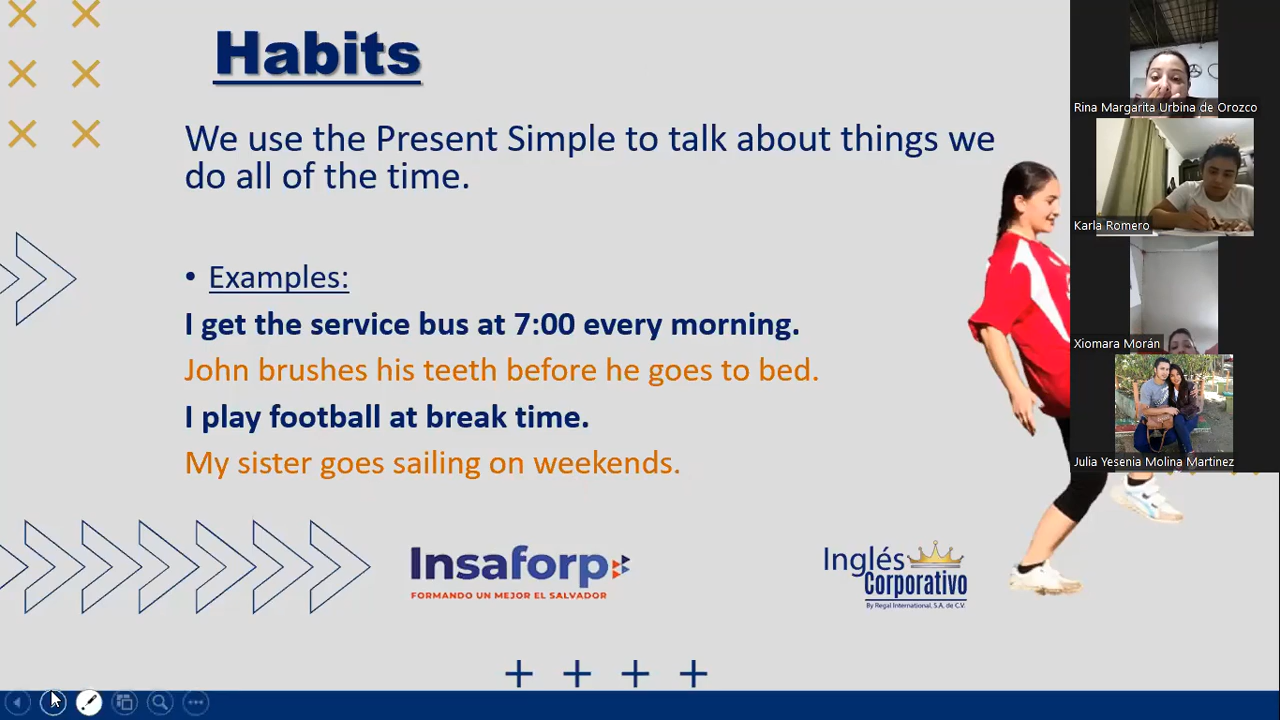 Habits
We use the Present Simple to talk about things we
do all of the time.
• Examples:
I get the service bus at 7:00 every morning.
John brushes his teeth before he goes to bed.
I play football at break time.
My sister goes sailing on weekends.
Insaforp
FORMANDO UN MEJOR EL SALVADOR
Inglés
Corporativo
By Regal International, S.A. de C.V.
Rina Margarita Urbina de Orozco
Karla Romero
Xiomara Morán
Julia Yesenia Molina Martinez